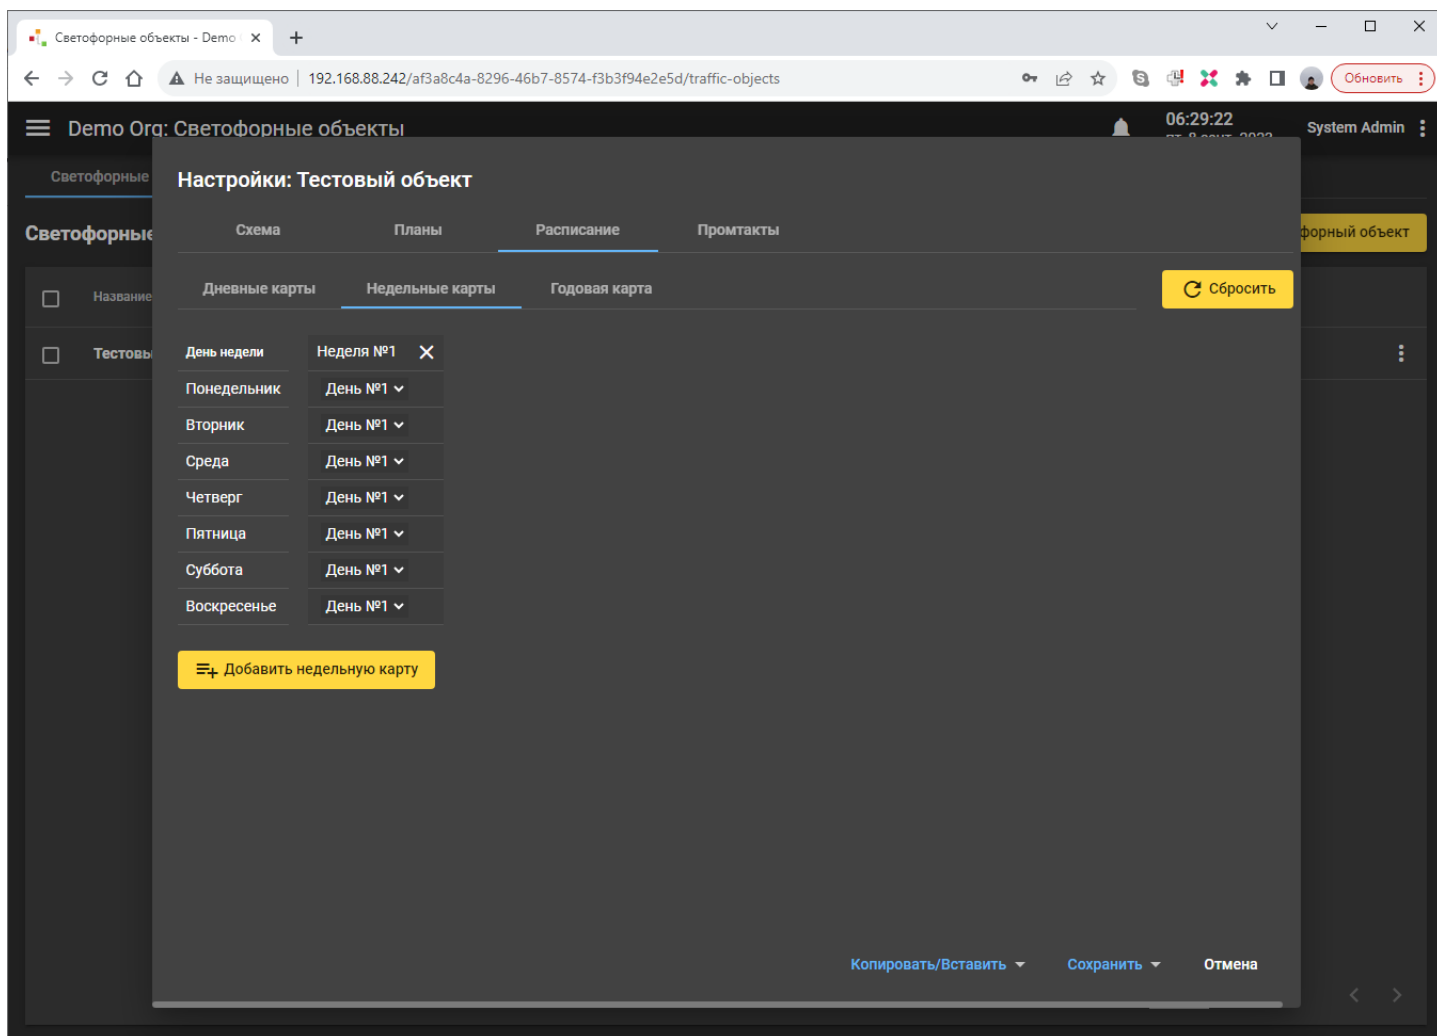 Светофорные объекты - Demo
Не защищено
192.168.88.242/af3a8c4a-8296-46b7-8574-f3b3f94e2e5d/traffic-objects
Обновить
Demo Org: Светофорные объекты
06:29:22
System Admin
Светофорные
Настройки: Тестовый объект
Схема
Планы
Расписание
Промтакты
Светофорные
форный объект
Дневные карты
Недельные карты
Годовая карта
Сбросить
Название
Тестовы
День недели
Неделя №1
Понедельник
День №1
Вторник
День №1
Среда
День №1
Четверг
День №1
Пятница
День №1
Суббота
День №1
Воскресенье
День №1
Добавить недельную карту
Копировать/Вставить
Сохранить
Отмена